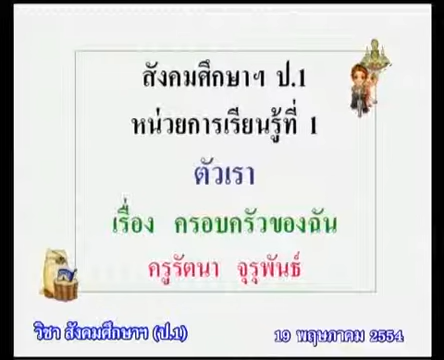 สังคมศึกษาฯ ป.1
หน่วยการเรียนรู้ที่ 1
ตัวเรา
เรื่อง ครอบครัวของฉัน
ครูรัตนา จุรุพันธ์
วิชา สังคมศึกษาฯ (ป.1)
19 พฤษภาคม 2554